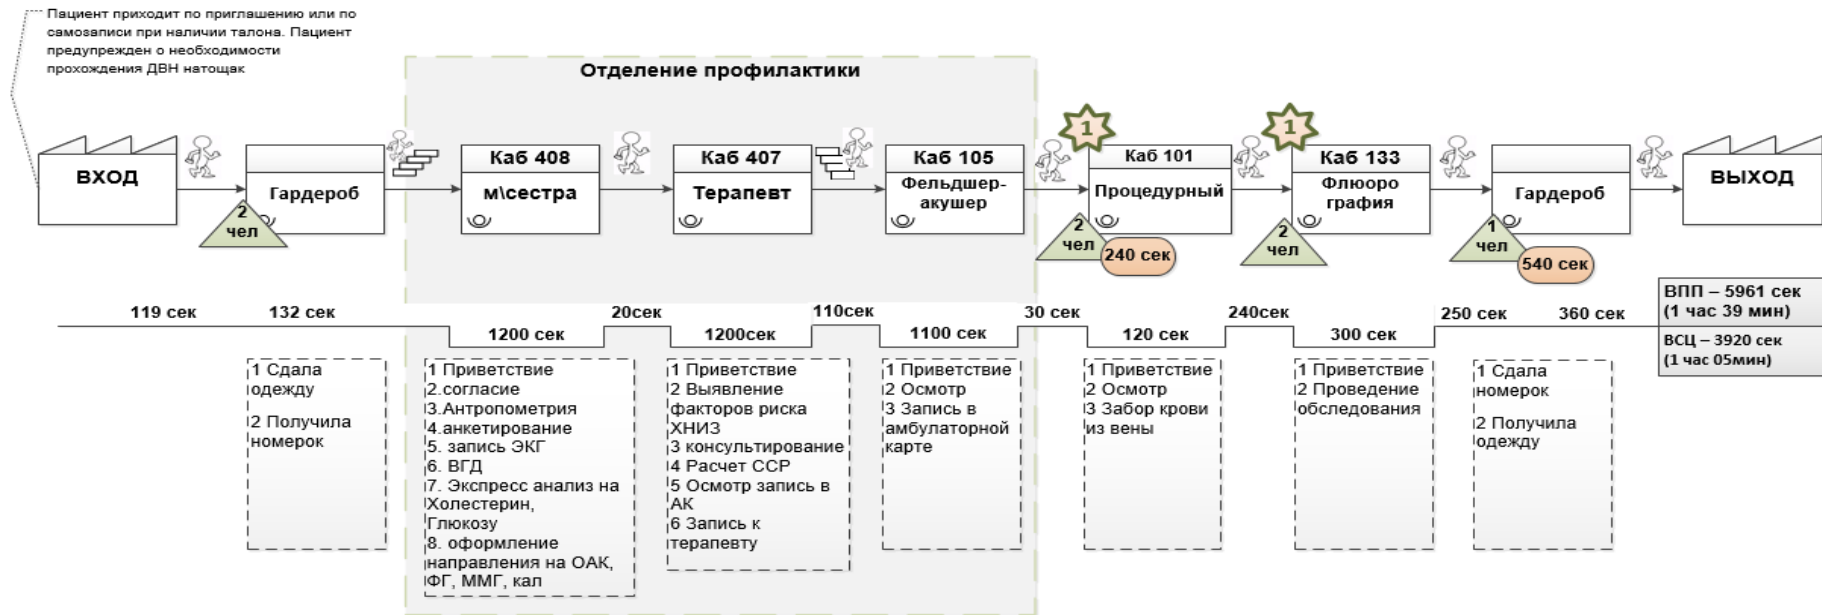 Пациент приходит по приглашению или по
самозаписи при наличии талона. Пациент
предупрежден о необходимости
прохождения ДВН натощак
Отделение профилактики
ВХОД
Гардероб
2
чел
Каб 408
м\сестра
Каб 407
Терапевт
Каб 105
Фельдшер-
акушер
1
Каб 101
Процедурный
2
чел
240 сек
1
Каб 133
Флюоро
графия
2
чел
Гардероб
1
чел
540 сек
ВЫХОД
119 сек
132 сек
1200 сек
20сек
1200сек
110сек
1100 сек
30 сек
120 сек
240сек
300 сек
250 сек
360 сек
ВПП – 5961 сек
(1 час 39 мин)
ВСЦ – 3920 сек
(1 час 05мин)
1 Сдала
одежду
2 Получила
номерок
1 Приветствие
2.согласие
3.Антропометрия
4.анкетирование
5. запись ЭКГ
6. ВГД
7. Экспресс анализ на
Холестерин,
Глюкозу
8. оформление
направления на ОАК,
ФГ, ММГ, кал
1 Приветствие
2 Выявление
факторов риска
ХНИЗ
3 консультирование
4 Расчет ССР
5 Осмотр запись в
АК
6 Запись к
терапевту
1 Приветствие
2 Осмотр
3 Запись в
амбулаторной
карте
1 Приветствие
2 Осмотр
3 Забор крови
из вены
1 Приветствие
2 Проведение
обследования
1 Сдала
номерок
2 Получила
одежду